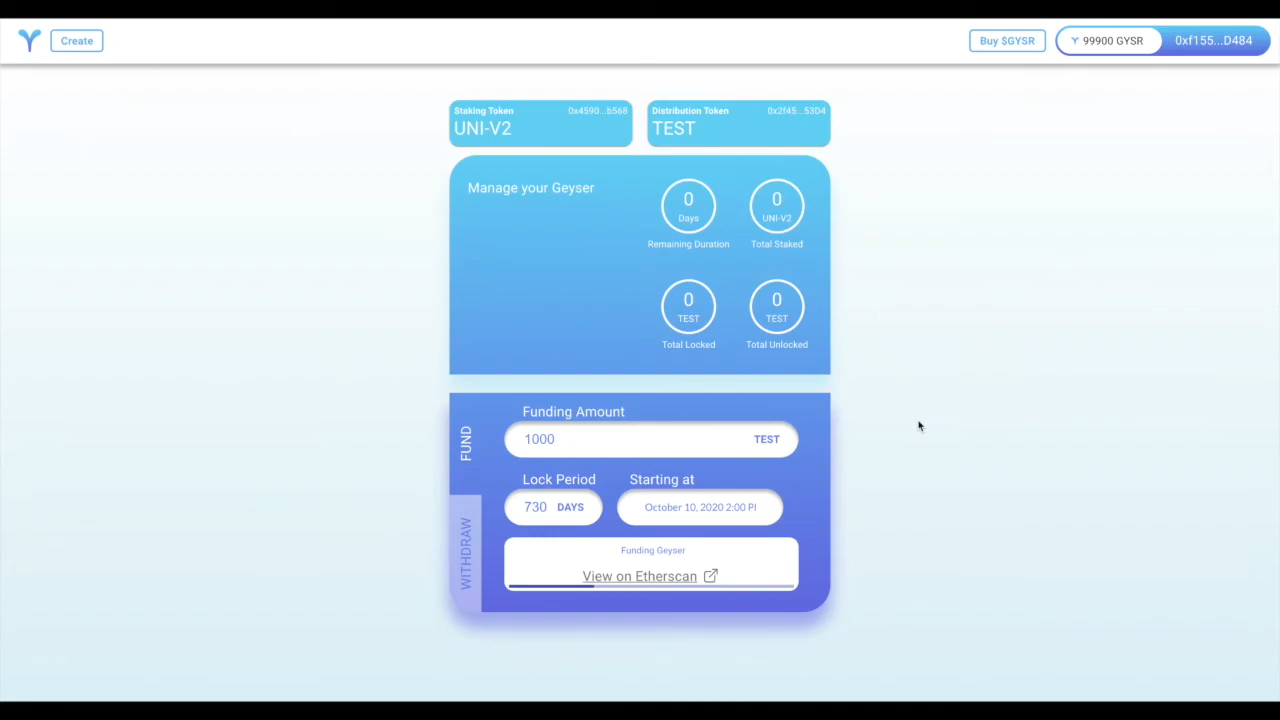 Create
Buy $GYSR
99900 GYSR
0xf155...D484
Staking Token
0x4590...b568
UNI-V2
Distribution Token
0x2f45...53D4
TEST
Manage your Geyser
0
Days
Remaining Duration
0
UNI-V2
Total Staked
0
TEST
Total Locked
0
TEST
Total Unlocked
FUND
WITHDRAW
Funding Amount
1000
TEST
Lock Period
730 DAYS
Starting at
October 10, 2020 2:00 PI
Funding Geyser
View on Etherscan